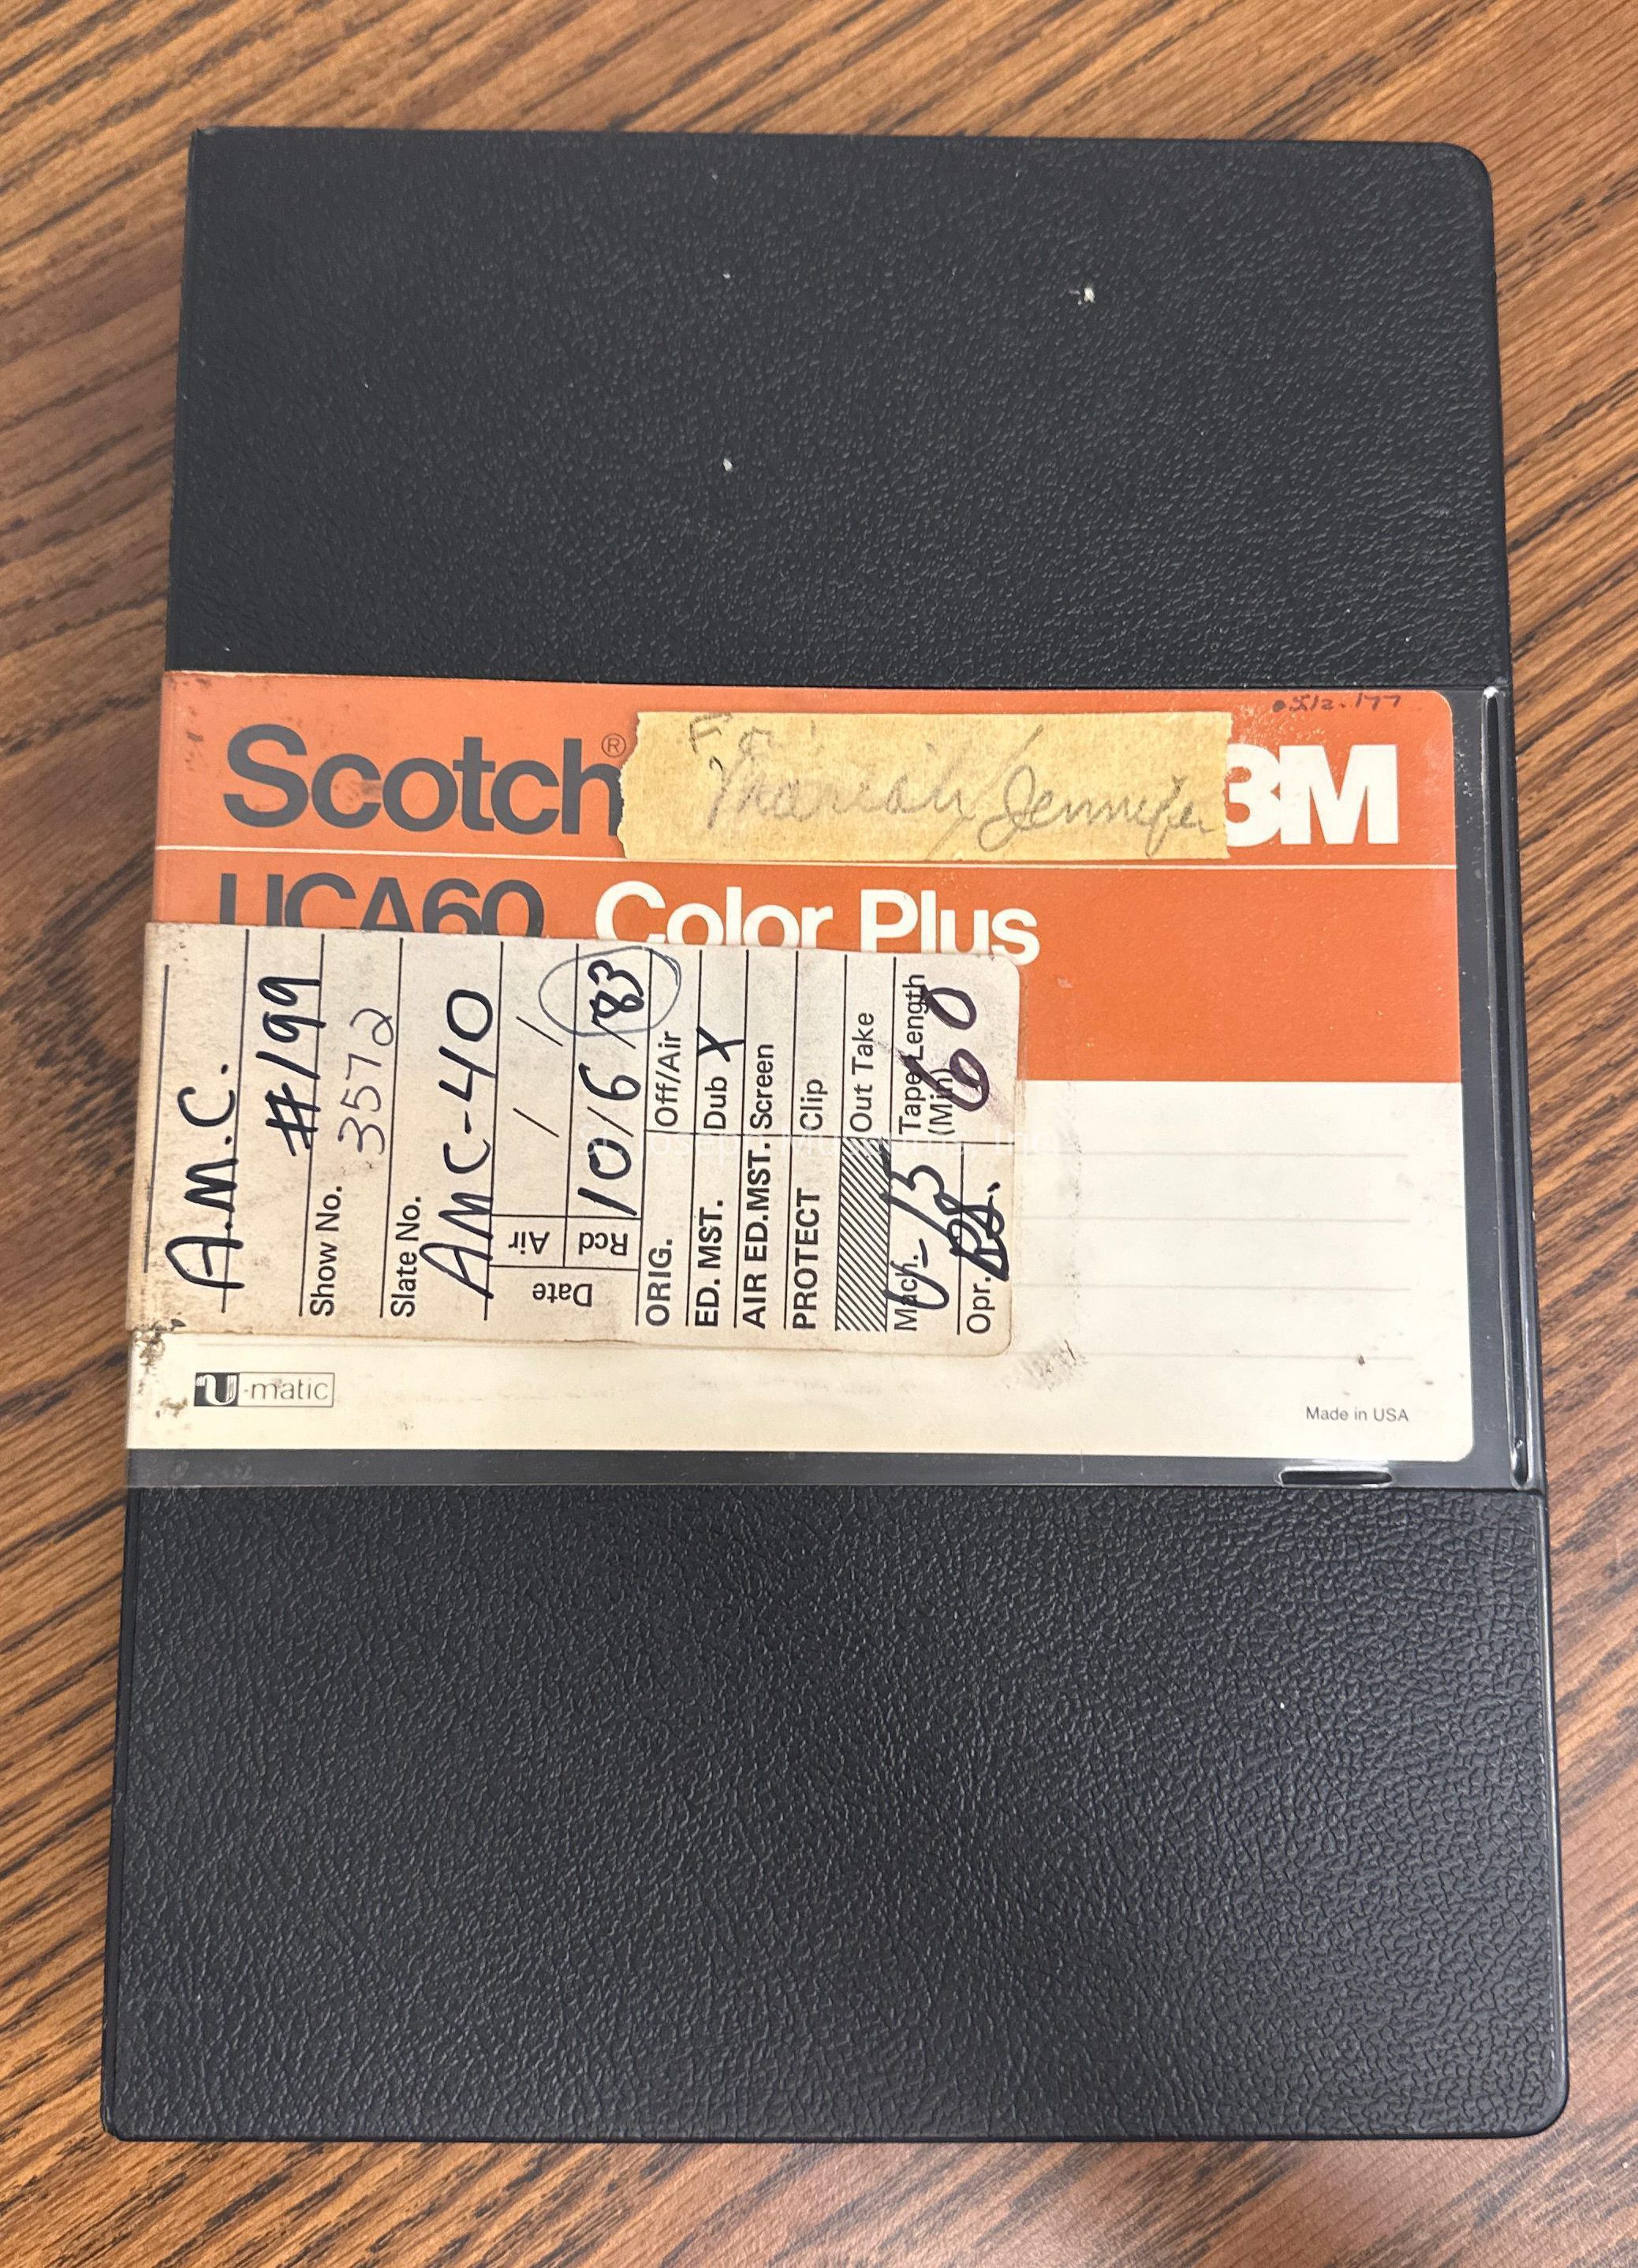 Scotch®
For:
Mariah/Jennifer
3M
UCA60 Color Plus
A.M.C.
Show No. #199
3572
Slate No.
AMC-40
Date
Air / /
Rcd. 10/6/83
ORIG. Off/Air
ED. MST. Dub X
AIR ED.MST. Screen
PROTECT Clip
Out Take
Mach.
Tape Length
(Min) 60
Opr.
U-matic
Made in USA